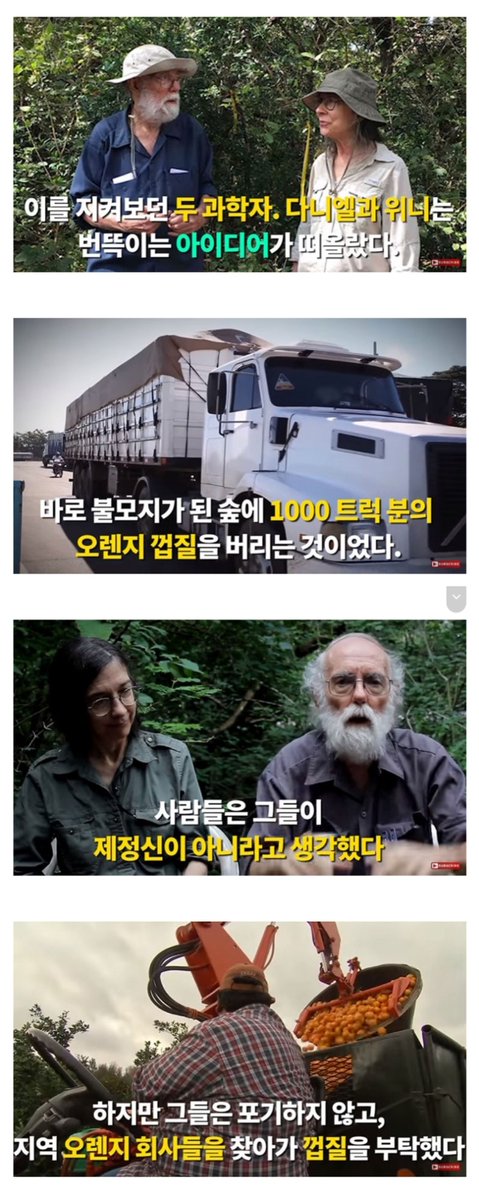 이를 지켜보던 두 과학자. 다니엘과 위니는
번뜩이는 아이디어가 떠올랐다.
SUBSCRIBE
바로 불모지가 된 숲에 1000 트럭 분의
오렌지 껍질을 버리는 것이었다.
SUBSCRIBE
사람들은 그들이
제정신이 아니라고 생각했다
SUBSCRIBE
하지만 그들은 포기하지 않고,
지역 오렌지 회사들을 찾아가 껍질을 부탁했다
SUBSCRIBE